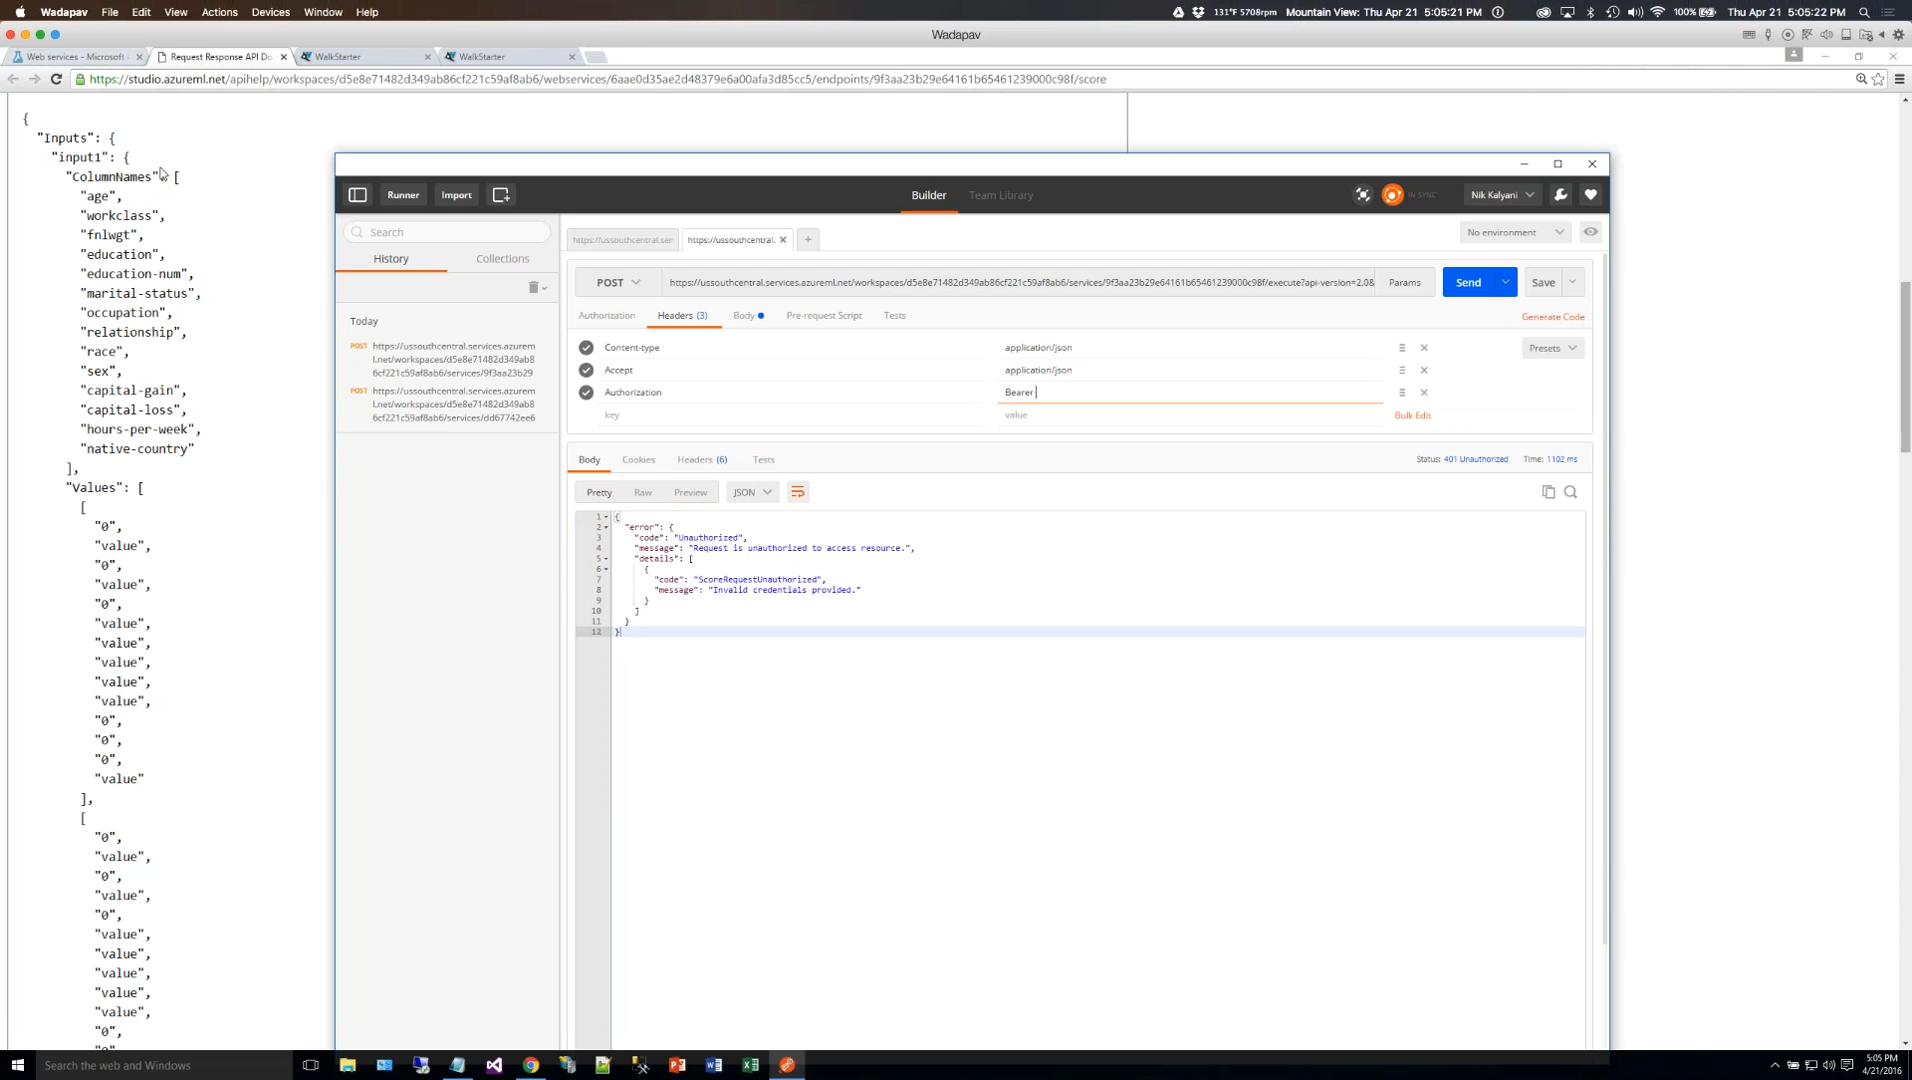 Wadapav File Edit View Actions Devices Window Help
131°F 5708rpm Mountain View: Thu Apr 21 5:05:21 PM 100% Thu Apr 21 5:05:22 PM
Wadapav
Web services - Microsoft Request Response API Do WalkStarter WalkStarter
https://studio.azureml.net/apihelp/workspaces/d5e8e71482d349ab86cf221c59af8ab6/webservices/6aae0d35ae2d48379e6a00afa3d85cc5/endpoints/9f3aa23b29e64161b65461239000c98f/score
{
"Inputs": {
"input1": {
"ColumnNames" [
"age",
"workclass",
"fnlwgt",
"education",
"education-num",
"marital-status",
"occupation",
"relationship",
"race",
"sex",
"capital-gain",
"capital-loss",
"hours-per-week",
"native-country"
],
"Values": [
[
"0",
"value",
"0",
"value",
"0",
"value",
"value",
"value",
"value",
"value",
"0",
"0",
"0",
"value"
],
[
"0",
"value",
"0",
"value",
"0",
"value",
"value",
"value",
"value",
"value",
"0",
Runner Import Builder Team Library IN SYNC Nik Kalyani
Search
History Collections
Today
POST https://ussouthcentral.services.azurem
l.net/workspaces/d5e8e71482d349ab8
6cf221c59af8ab6/services/9f3aa23b29
POST https://ussouthcentral.services.azurem
l.net/workspaces/d5e8e71482d349ab8
6cf221c59af8ab6/services/dd67742ee6
https://ussouthcentral.ser https://ussouthcentral. + No environment
POST https://ussouthcentral.services.azureml.net/workspaces/d5e8e71482d349ab86cf221c59af8ab6/services/9f3aa23b29e64161b65461239000c98f/execute?api-version=2.0& Params Send Save
Authorization Headers (3) Body Pre-request Script Tests Generate Code
Content-type application/json Presets
Accept application/json
Authorization Bearer
key value Bulk Edit
Body Cookies Headers (6) Tests Status: 401 Unauthorized Time: 1102 ms
Pretty Raw Preview JSON
1 {
2 "error": {
3 "code": "Unauthorized",
4 "message": "Request is unauthorized to access resource.",
5 "details": [
6 {
7 "code": "ScoreRequestUnauthorized",
8 "message": "Invalid credentials provided."
9 }
10 ]
11 }
12 }
Search the web and Windows
5:05 PM
4/21/2016